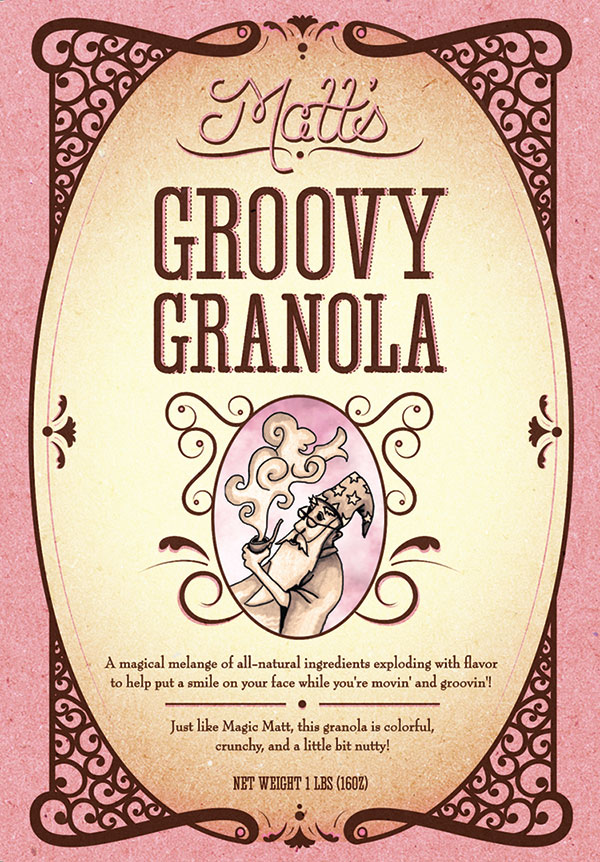 Matt's
GROOVY
GRANOLA
A magical melange of all-natural ingredients exploding with flavor
to help put a smile on your face while you're movin' and groovin'!
Just like Magic Matt, this granola is colorful,
crunchy, and a little bit nutty!
NET WEIGHT 1 LBS (16OZ)